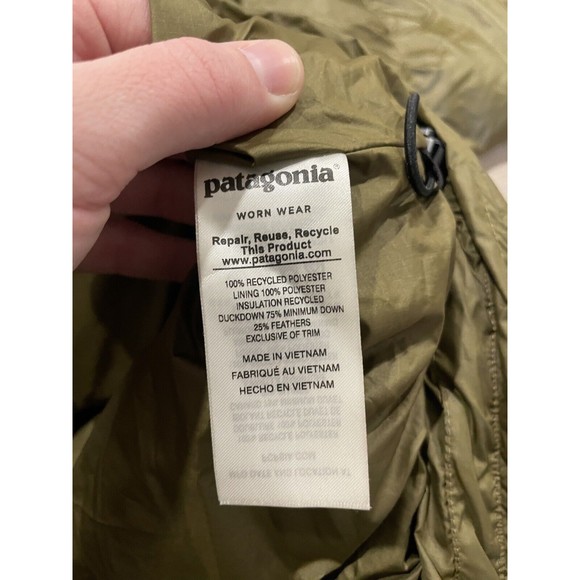 patagonia®
WORN WEAR
Repair, Reuse, Recycle
This Product
www.patagonia.com
100% RECYCLED POLYESTER
LINING 100% POLYESTER
INSULATION RECYCLED
DUCKDOWN 75% MINIMUM DOWN
25% FEATHERS
EXCLUSIVE OF TRIM
MADE IN VIETNAM
FABRIQUÉ AU VIETNAM
HECHO EN VIETNAM